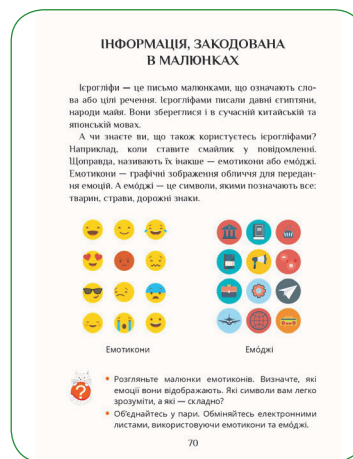 ІНФОРМАЦІЯ, ЗАКОДОВАНА
В МАЛЮНКАХ
Ієрогліфи — це письмо малюнками, що означають сло-
ва або цілі речення. Ієрогліфами писали давні єгиптяни,
народи майя. Вони збереглися і в сучасній китайській та
японській мовах.
А чи знаєте ви, що також користуєтесь ієрогліфами?
Наприклад, коли ставите смайлик у повідомленні.
Щоправда, називають їх інакше — емотикони або емо́джі.
Емотикони — графічні зображення обличчя для передан-
ня емоцій. А емо́джі — це символи, якими позначають все:
тварин, страви, дорожні знаки.
Емотикони
Емо́джі
• Розгляньте малюнки емотиконів. Визначте, які
емоції вони відображають. Які символи вам легко
зрозуміти, а які — складно?
• Об’єднайтесь у пари. Обміняйтесь електронними
листами, використовуючи емотикони та емо́джі.
70